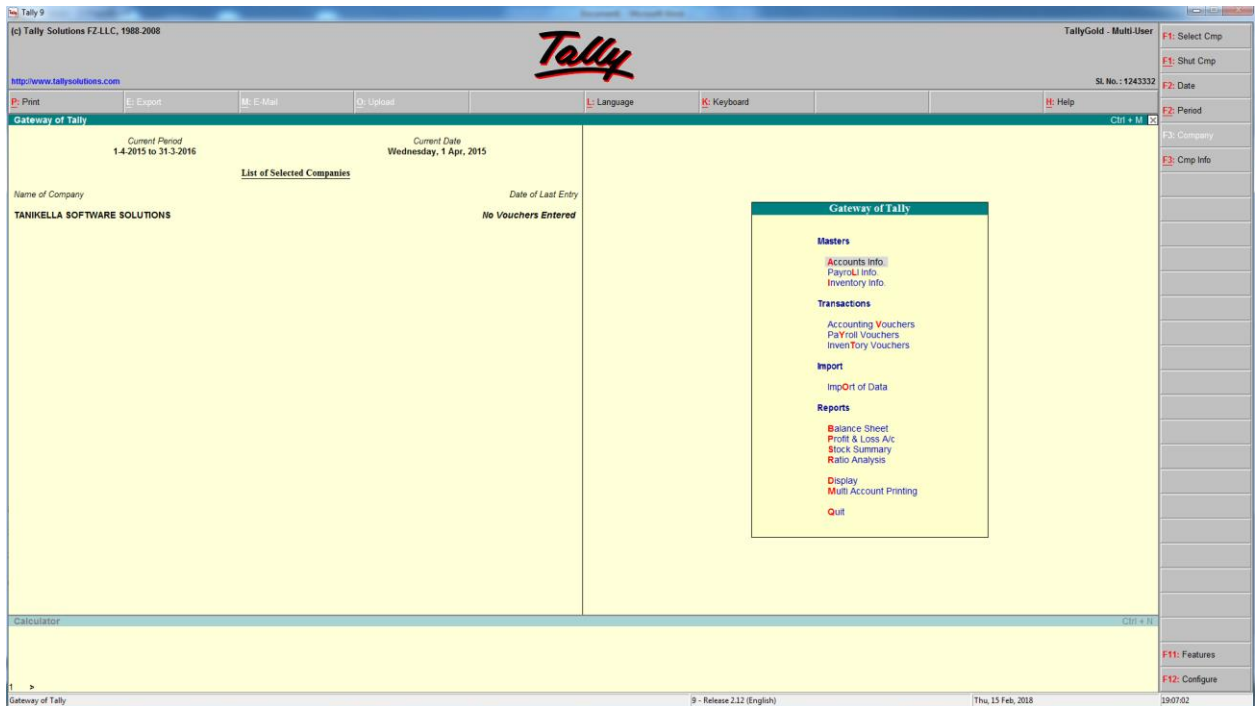 Tally 9
(c) Tally Solutions FZ-LLC, 1988-2008
Tally
TallyGold - Multi-User
http://www.tallysolutions.com
Sl. No. : 1243332
P: Print
E: Export
M: E-Mail
O: Upload
L: Language
K: Keyboard
H: Help
Gateway of Tally
Ctrl + M
Current Period
1-4-2015 to 31-3-2016
Current Date
Wednesday, 1 Apr, 2015
List of Selected Companies
Name of Company
Date of Last Entry
TANIKELLA SOFTWARE SOLUTIONS
No Vouchers Entered
Gateway of Tally
Masters
Accounts Info.
PayroLl Info.
Inventory Info.
Transactions
Accounting Vouchers
PaYroll Vouchers
InvenTory Vouchers
Import
ImpOrt of Data
Reports
Balance Sheet
Profit & Loss A/c
Stock Summary
Ratio Analysis
Display
Multi Account Printing
Quit
F1: Select Cmp
F1: Shut Cmp
F2: Date
F2: Period
F3: Company
F3: Cmp Info
F11: Features
F12: Configure
Calculator
Ctrl + N
1 >
Gateway of Tally
9 - Release 2.12 (English)
Thu, 15 Feb, 2018
19:07:02